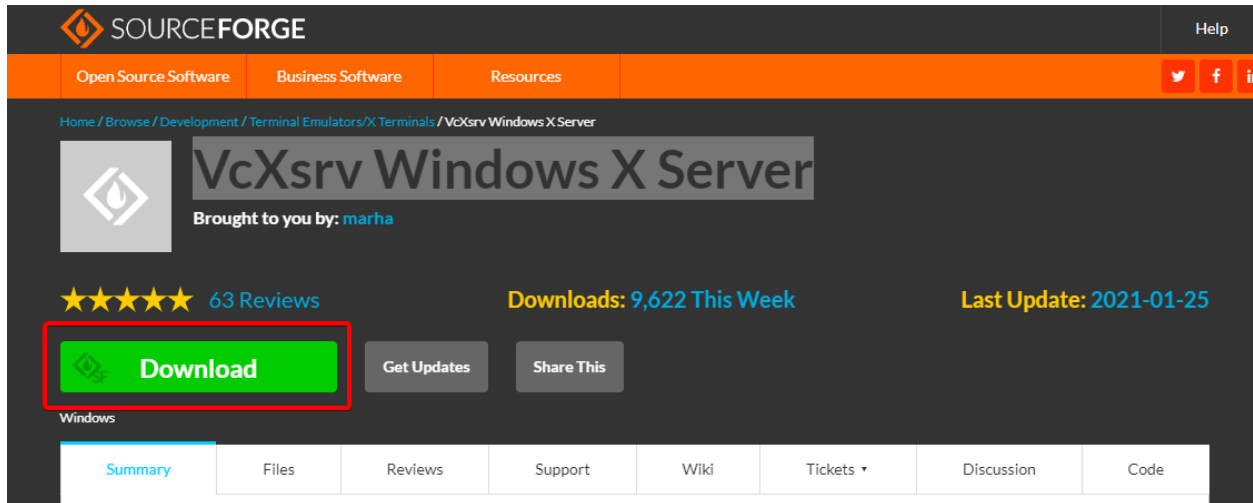 SOURCEFORGE
Help
Open Source Software Business Software Resources
Home / Browse / Development / Terminal Emulators/X Terminals / VcXsrv Windows X Server
VcXsrv Windows X Server
Brought to you by: marha
63 Reviews Downloads: 9,622 This Week Last Update: 2021-01-25
SF Download Get Updates Share This
Windows
Summary Files Reviews Support Wiki Tickets ▾ Discussion Code